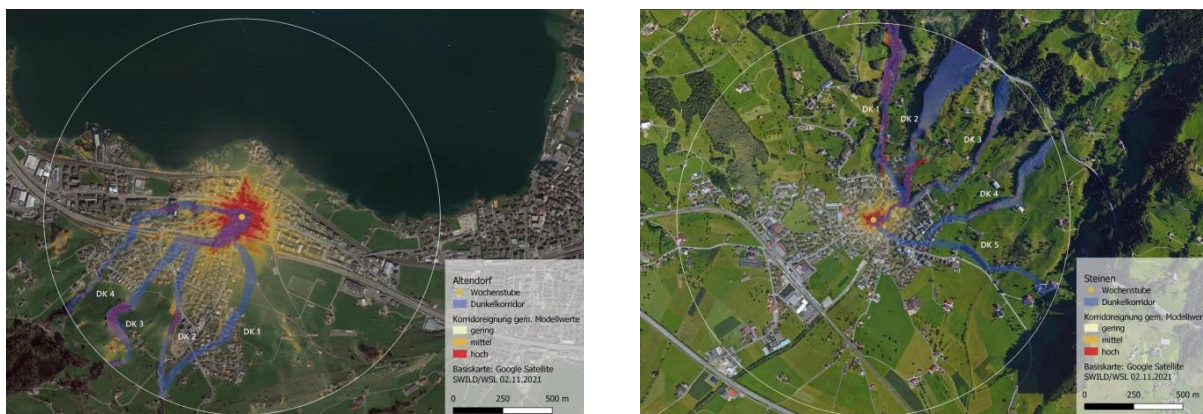 DK 4
DK 3
DK 2
DK 1
Altendorf
Wochenstube
Dunkelkorridor
Korridoreignung gem. Modellwerte
gering
mittel
hoch
Basiskarte: Google Satellite
SWILD/WSL 02.11.2021
0 250 500 m
DK 1
DK 2
DK 3
DK 4
DK 5
Steinen
Wochenstube
Dunkelkorridor
Korridoreignung gem. Modellwerte
gering
mittel
hoch
Basiskarte: Google Satellite
SWILD/WSL 02.11.2021
0 250 500 m